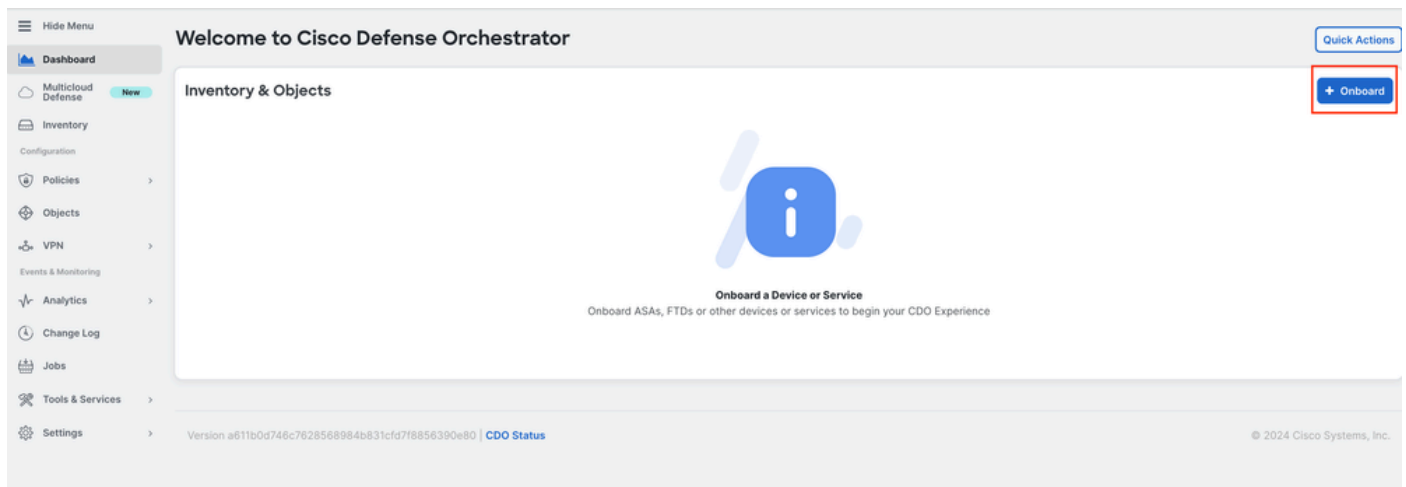 Hide Menu
Dashboard
Multicloud
Defense
New
Inventory
Configuration
Policies
Objects
VPN
Events & Monitoring
Analytics
Change Log
Jobs
Tools & Services
Settings
Welcome to Cisco Defense Orchestrator
Quick Actions
Inventory & Objects
+ Onboard
Onboard a Device or Service
Onboard ASAs, FTDs or other devices or services to begin your CDO Experience
Version a611b0d746c7628568984b831cfd7f8856390e80 | CDO Status
© 2024 Cisco Systems, Inc.